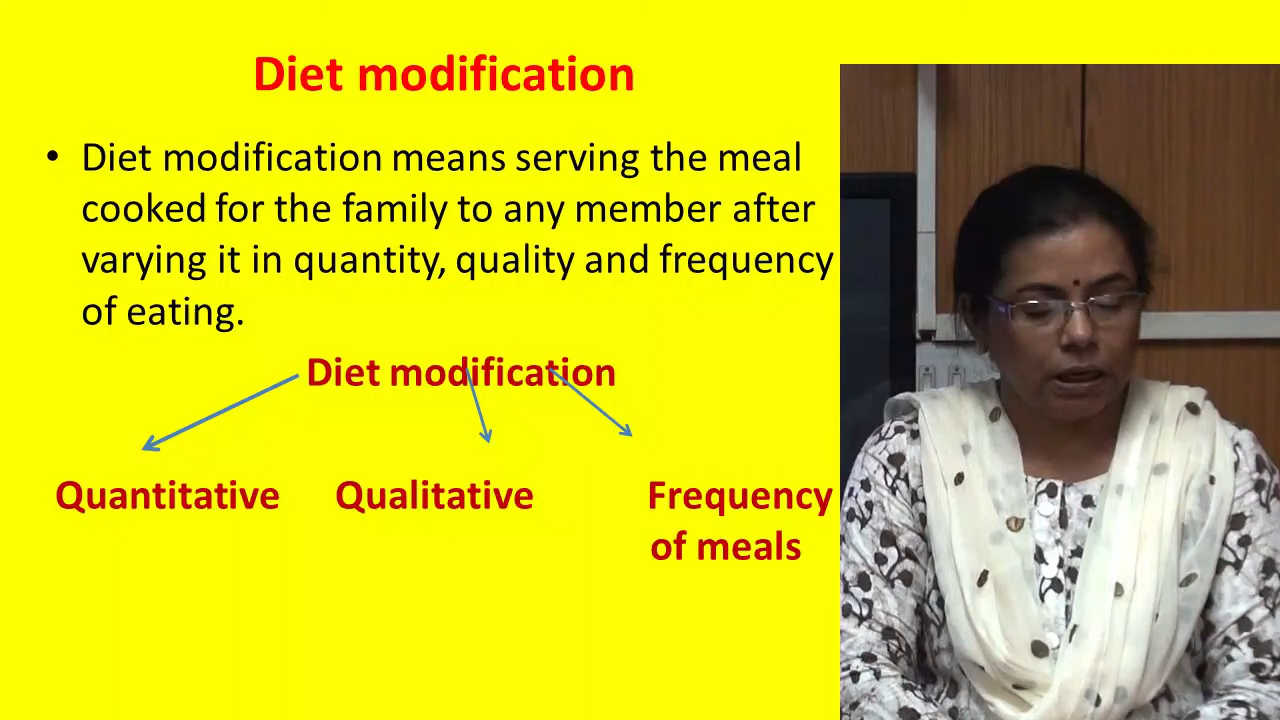 Diet modification
• Diet modification means serving the meal
cooked for the family to any member after
varying it in quantity, quality and frequency
of eating.
Diet modification
Quantitative Qualitative Frequency
of meals